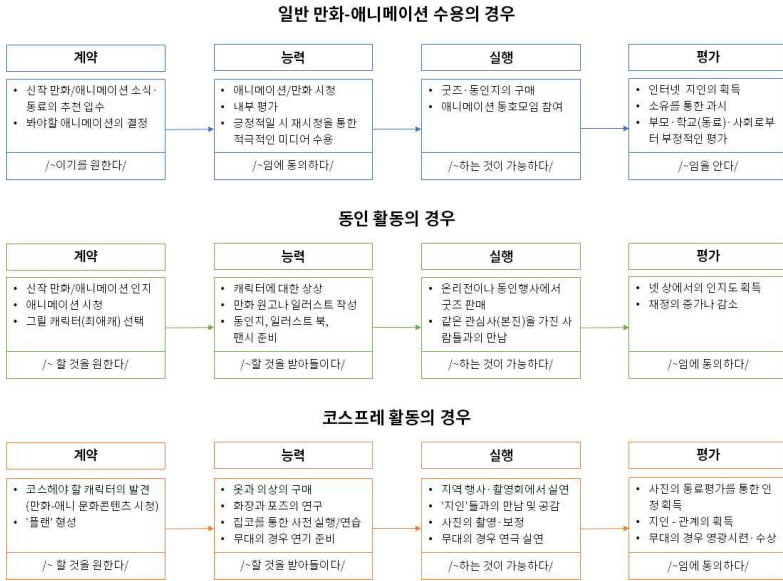 일반 만화-애니메이션 수용의 경우
계약
• 신작 만화/애니메이션 소식·
동료의 추천 입수
• 봐야할 애니메이션의 결정
/~이기를 원한다/
능력
• 애니메이션/만화 시청
• 내부 평가
• 긍정적일 시 재시청을 통한
적극적인 미디어 수용
/~임에 동의하다/
실행
• 굿즈·동인지의 구매
• 애니메이션 동호모임 참여
/~하는 것이 가능하다/
평가
• 인터넷 지인의 획득
• 소유를 통한 과시
• 부모·학교(동료)·사회로부
터 부정적인 평가
/~임을 안다/
동인 활동의 경우
계약
• 신작 만화/애니메이션 인지
• 애니메이션 시청
• 그릴 캐릭터(최애캐) 선택
/~ 할 것을 원한다/
능력
• 캐릭터에 대한 상상
• 만화 원고나 일러스트 작성
• 동인지, 일러스트 북,
팬시 준비
/~할 것을 받아들이다/
실행
• 온리전이나 동인행사에서
굿즈 판매
• 같은 관심사(본진)을 가진 사
람들과의 만남
/~하는 것이 가능하다/
평가
• 넷 상에서의 인지도 획득
• 재정의 증가나 감소
/~임에 동의하다/
코스프레 활동의 경우
계약
• 코스헤야 할 캐릭터의 발견
(만화-애니 문화콘텐츠 시청)
• '플랜' 형성
/~ 할 것을 원한다/
능력
• 옷과 의상의 구매
• 화장과 포즈의 연구
• 집코를 통한 사전 실행/연습
• 무대의 경우 연기 준비
/~할 것을 받아들이다/
실행
• 지역 행사·촬영회에서 실연
• '지인'들과의 만남 및 공감
• 사진의 촬영·보정
• 무대의 경우 연극 실연
/~하는 것이 가능하다/
평가
• 사진의 동료평가를 통한 인
정 획득
• 지인 - 관계의 획득
• 무대의 경우 영광시련·수상
/~임에 동의하다/